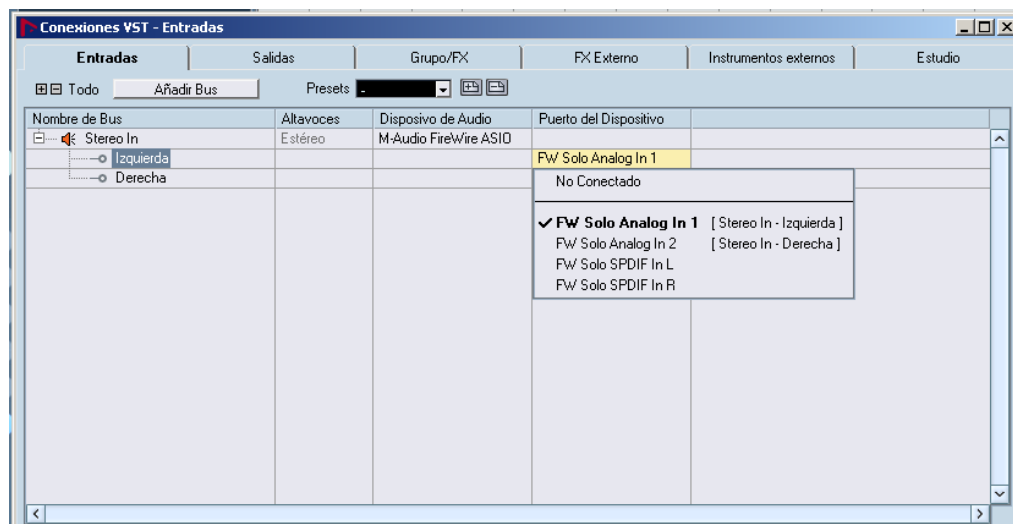 Conexiones VST - Entradas
Entradas Salidas Grupo/FX FX Externo Instrumentos externos Estudio
Todo Añadir Bus Presets -
Nombre de Bus Altavoces Disposivo de Audio Puerto del Dispositivo
Stereo In Estéreo M-Audio FireWire ASIO
Izquierda FW Solo Analog In 1
Derecha
No Conectado
FW Solo Analog In 1 [ Stereo In - Izquierda ]
FW Solo Analog In 2 [ Stereo In - Derecha ]
FW Solo SPDIF In L
FW Solo SPDIF In R